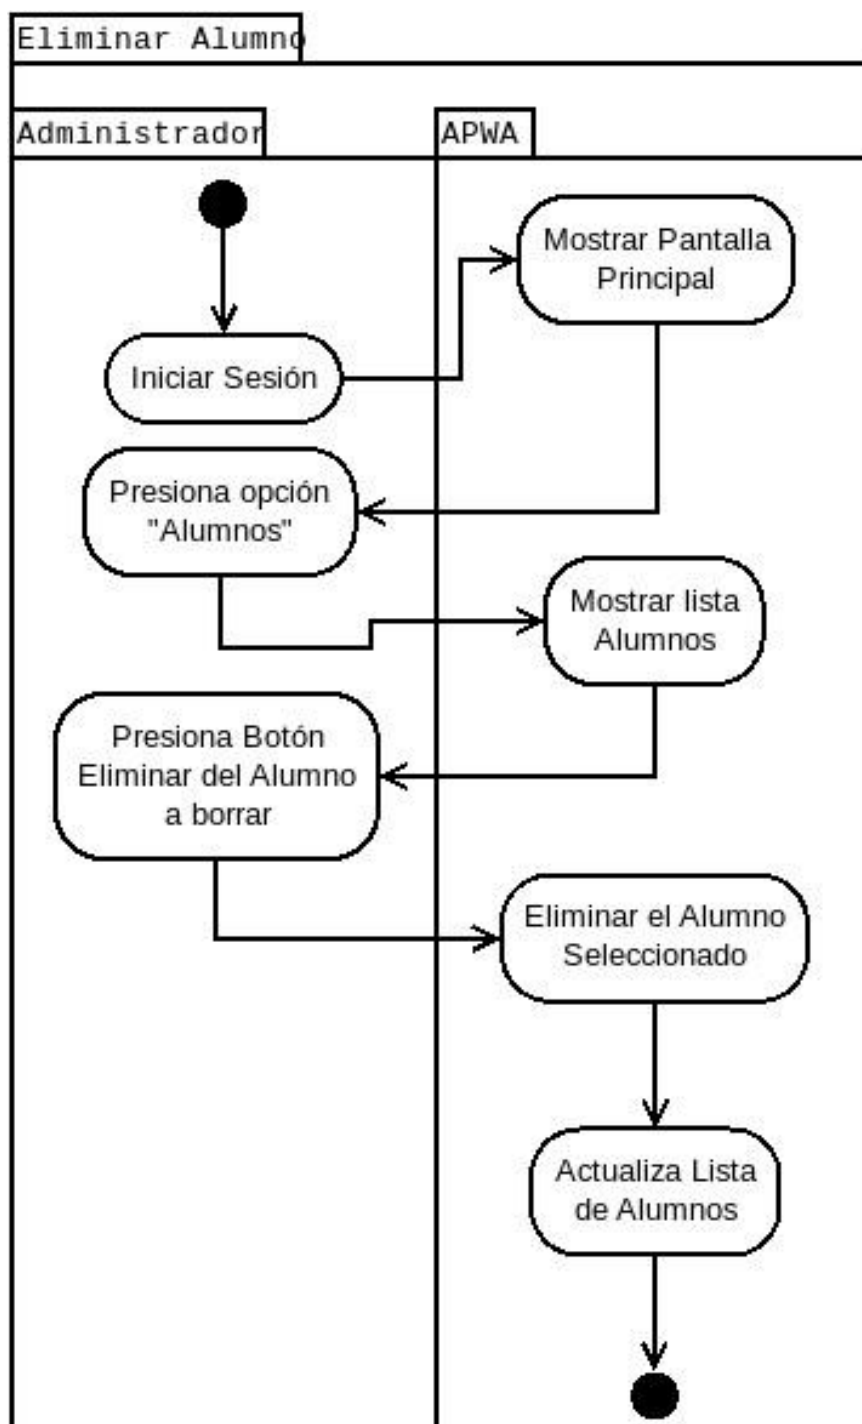 Eliminar Alumno
Administrador
APWA
Mostrar Pantalla
Principal
Iniciar Sesión
Presiona opción
"Alumnos"
Mostrar lista
Alumnos
Presiona Botón
Eliminar del Alumno
a borrar
Eliminar el Alumno
Seleccionado
Actualiza Lista
de Alumnos